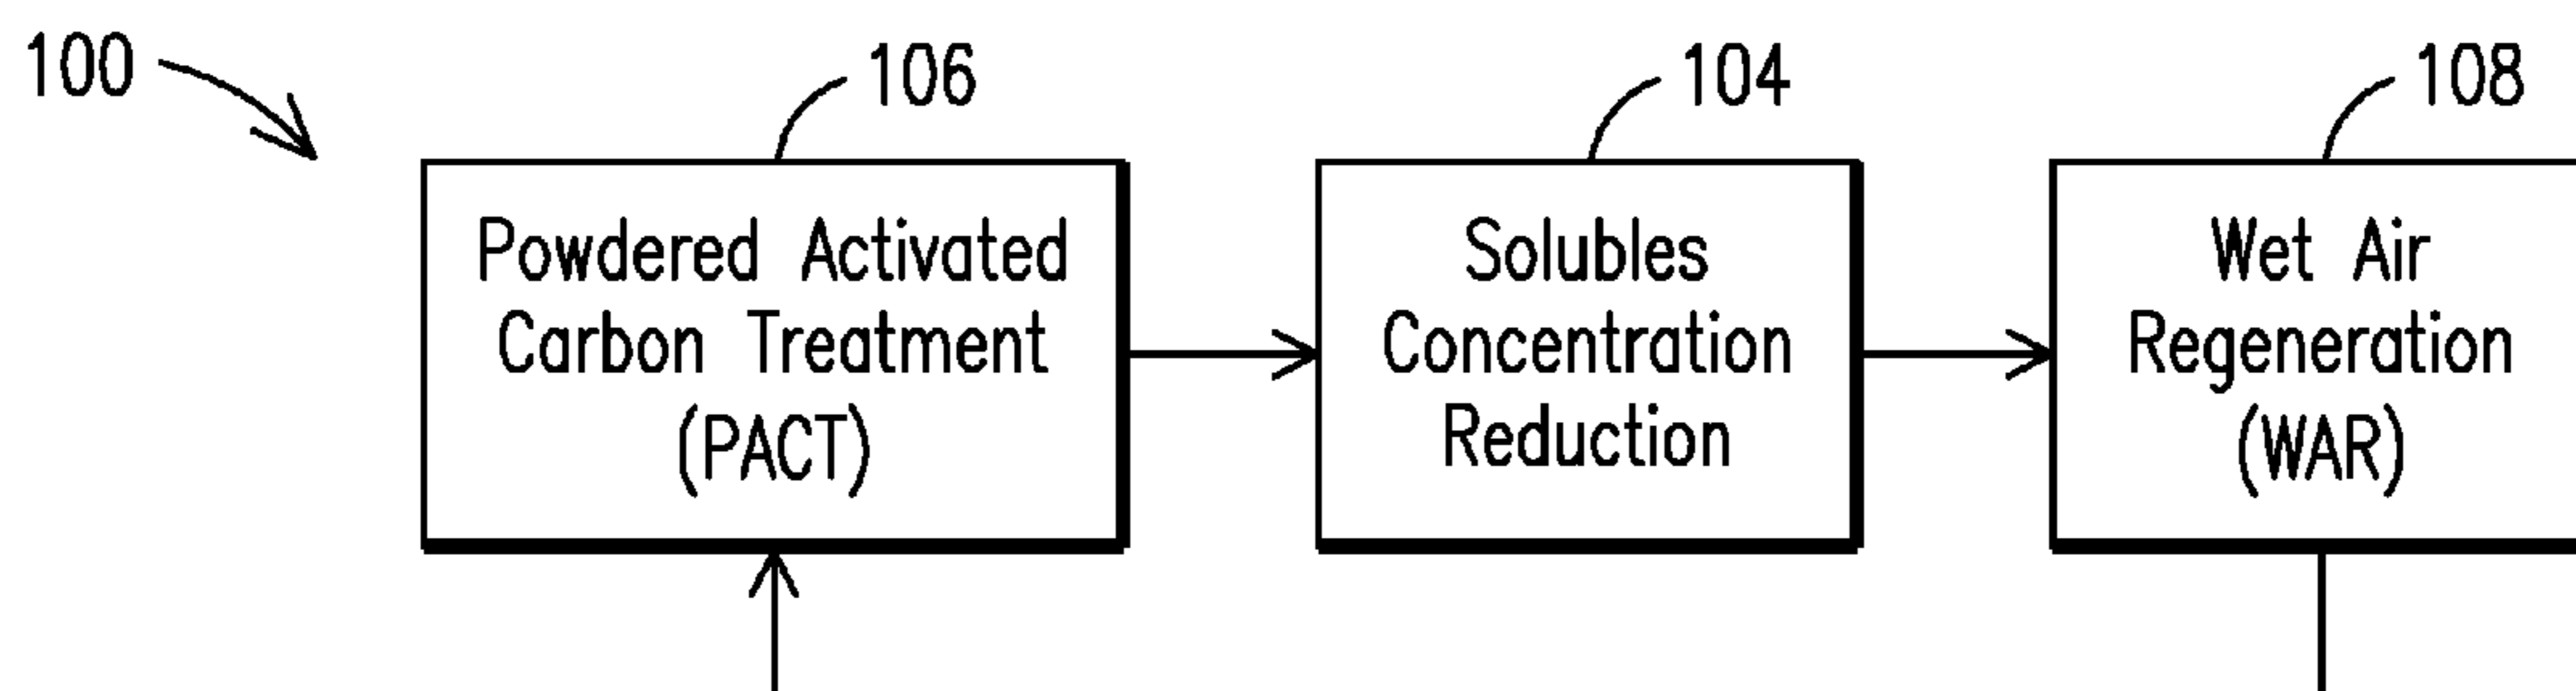 100
106
104
108
Powdered Activated
Carbon Treatment
(PACT)
Solubles
Concentration
Reduction
Wet Air
Regeneration
(WAR)